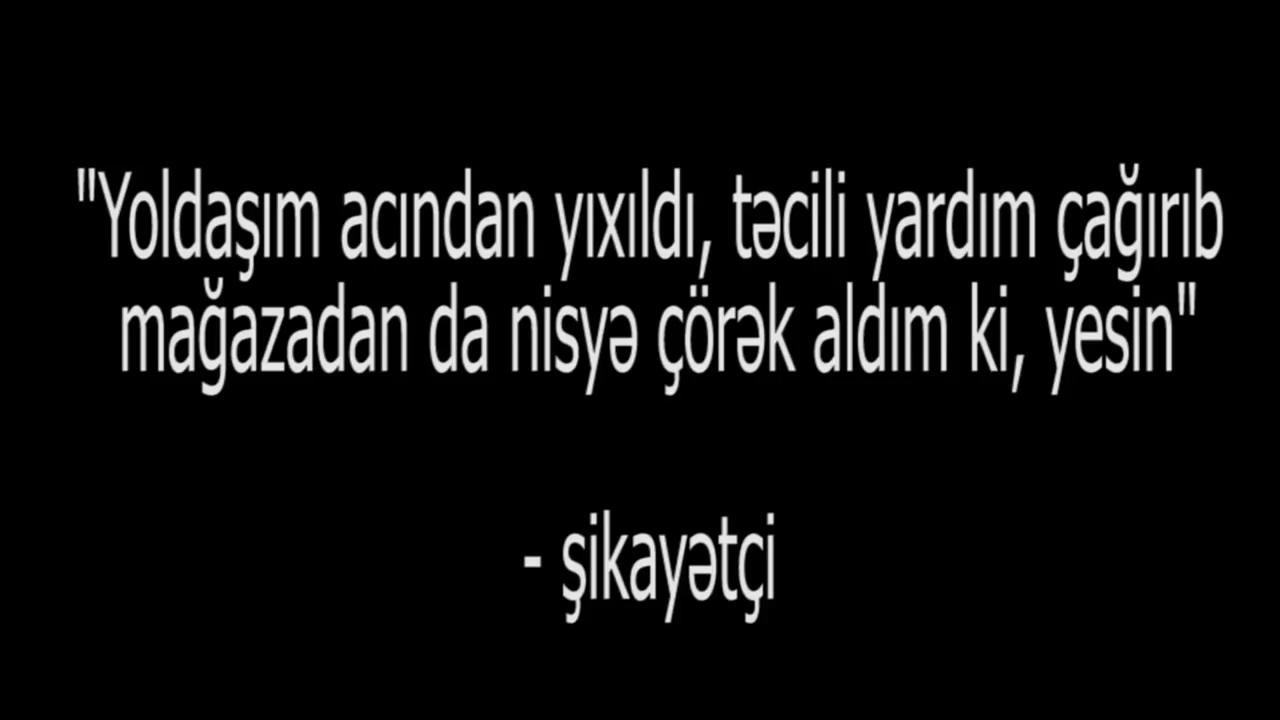 "Yoldaşım acından yıxıldı, təcili yardım çağırıb
mağazadan da nisyə çörək aldım ki, yesin"
- şikayətçi